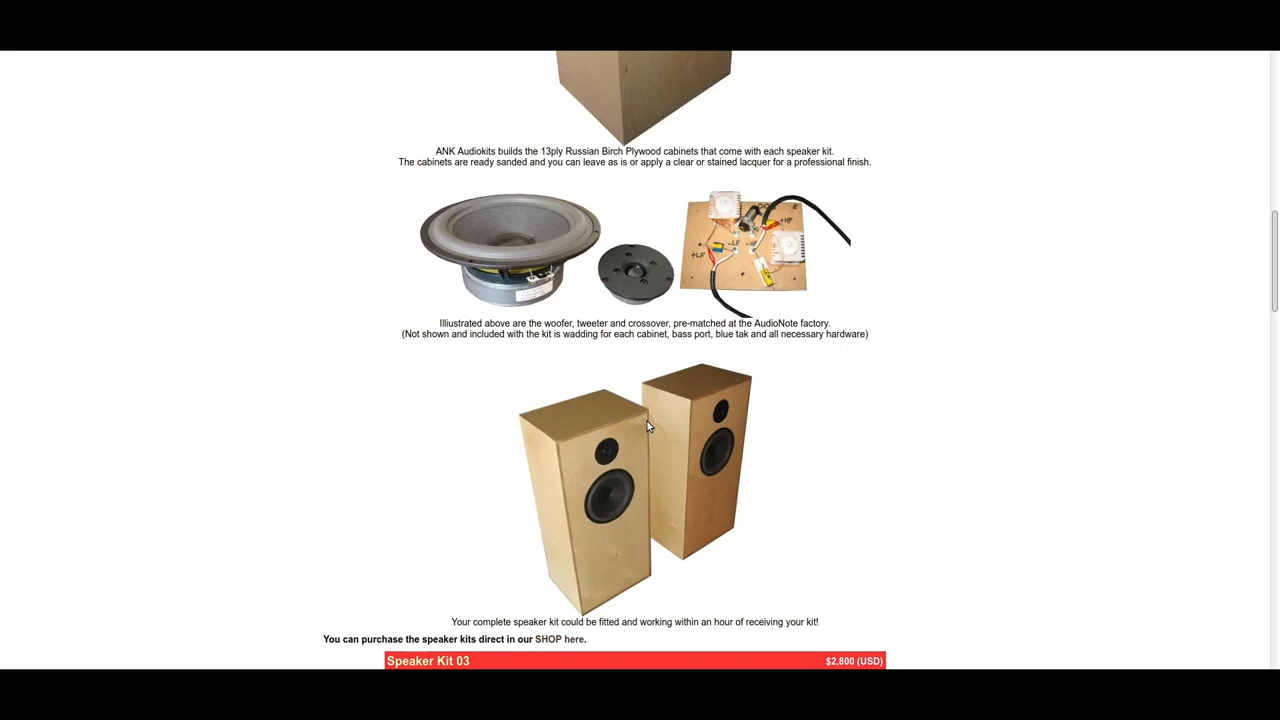 ANK Audiokits builds the 13ply Russian Birch Plywood cabinets that come with each speaker kit.
The cabinets are ready sanded and you can leave as is or apply a clear or stained lacquer for a professional finish.
+HF
-LF -HF
+LF
Illiustrated above are the woofer, tweeter and crossover, pre-matched at the AudioNote factory.
(Not shown and included with the kit is wadding for each cabinet, bass port, blue tak and all necessary hardware)
Your complete speaker kit could be fitted and working within an hour of receiving your kit!
You can purchase the speaker kits direct in our SHOP here.
Speaker Kit 03 $2,800 (USD)